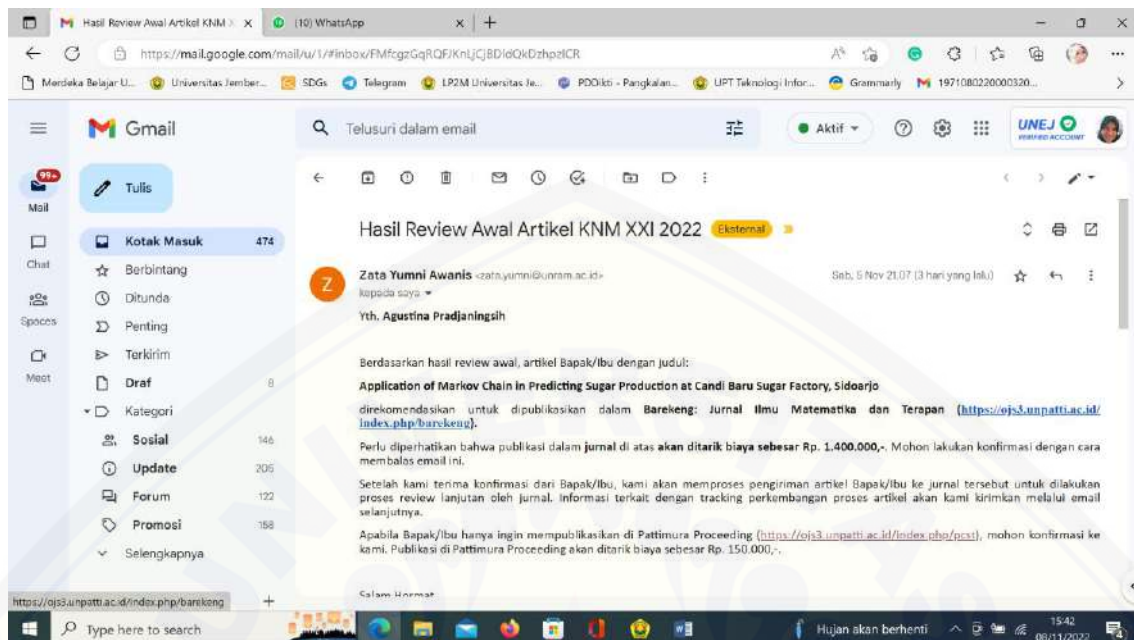 Hasil Review Awal Artikel KNM X
(10) WhatsApp
https://mail.google.com/mail/u/1/#inbox/FMfcgzGqRQFJKnLjCjBDldQkDzhpzlCR
Merdeka Belajar U... Universitas Jember... SDGs Telegram LP2M Universitas Je... PDDikti - Pangkalan... UPT Teknologi Infor... Grammarly 1971080220000320...
Gmail
Telusuri dalam email
Aktif
UNEJ
VERIFIED ACCOUNT
99+
Mail
Chat
Spaces
Meet
Tulis
Kotak Masuk 474
Berbintang
Ditunda
Penting
Terkirim
Draf 8
Kategori
Sosial 146
Update 205
Forum 122
Promosi 158
Selengkapnya
Hasil Review Awal Artikel KNM XXI 2022 Eksternal
Z
Zata Yumni Awanis <zata.yumni@unram.ac.id> Sab, 5 Nov 21.07 (3 hari yang lalu)
kepada saya
Yth. Agustina Pradjaningsih
Berdasarkan hasil review awal, artikel Bapak/Ibu dengan judul:
Application of Markov Chain in Predicting Sugar Production at Candi Baru Sugar Factory, Sidoarjo
direkomendasikan untuk dipublikasikan dalam Barekeng: Jurnal Ilmu Matematika dan Terapan (https://ojs3.unpatti.ac.id/
index.php/barekeng).
Perlu diperhatikan bahwa publikasi dalam jurnal di atas akan ditarik biaya sebesar Rp. 1.400.000,-. Mohon lakukan konfirmasi dengan cara
membalas email ini.
Setelah kami terima konfirmasi dari Bapak/Ibu, kami akan memproses pengiriman artikel Bapak/Ibu ke jurnal tersebut untuk dilakukan
proses review lanjutan oleh jurnal. Informasi terkait dengan tracking perkembangan proses artikel akan kami kirimkan melalui email
selanjutnya.
Apabila Bapak/Ibu hanya ingin mempublikasikan di Pattimura Proceeding (https://ojs3.unpatti.ac.id/index.php/pcst), mohon konfirmasi ke
kami. Publikasi di Pattimura Proceeding akan ditarik biaya sebesar Rp. 150.000,-.
Salam Hormat
https://ojs3.unpatti.ac.id/index.php/barekeng
Type here to search
Hujan akan berhenti
15:42
08/11/2022